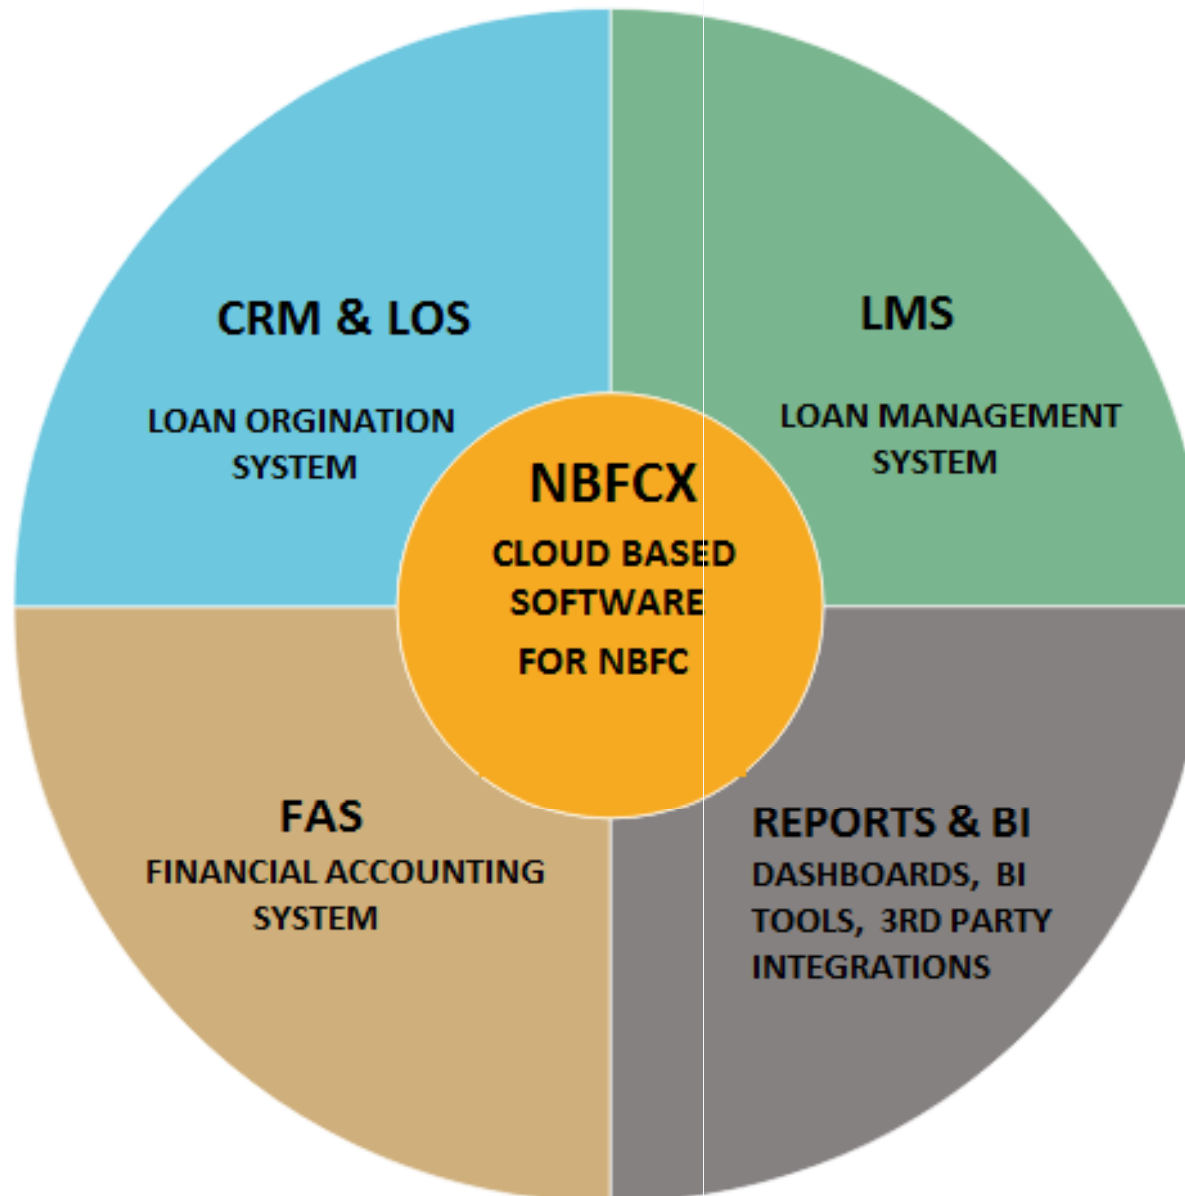 CRM & LOS
LOAN ORGINATION
SYSTEM
LMS
LOAN MANAGEMENT
SYSTEM
NBFCX
CLOUD BASED
SOFTWARE
FOR NBFC
FAS
FINANCIAL ACCOUNTING
SYSTEM
REPORTS & BI
DASHBOARDS, BI
TOOLS, 3RD PARTY
INTEGRATIONS